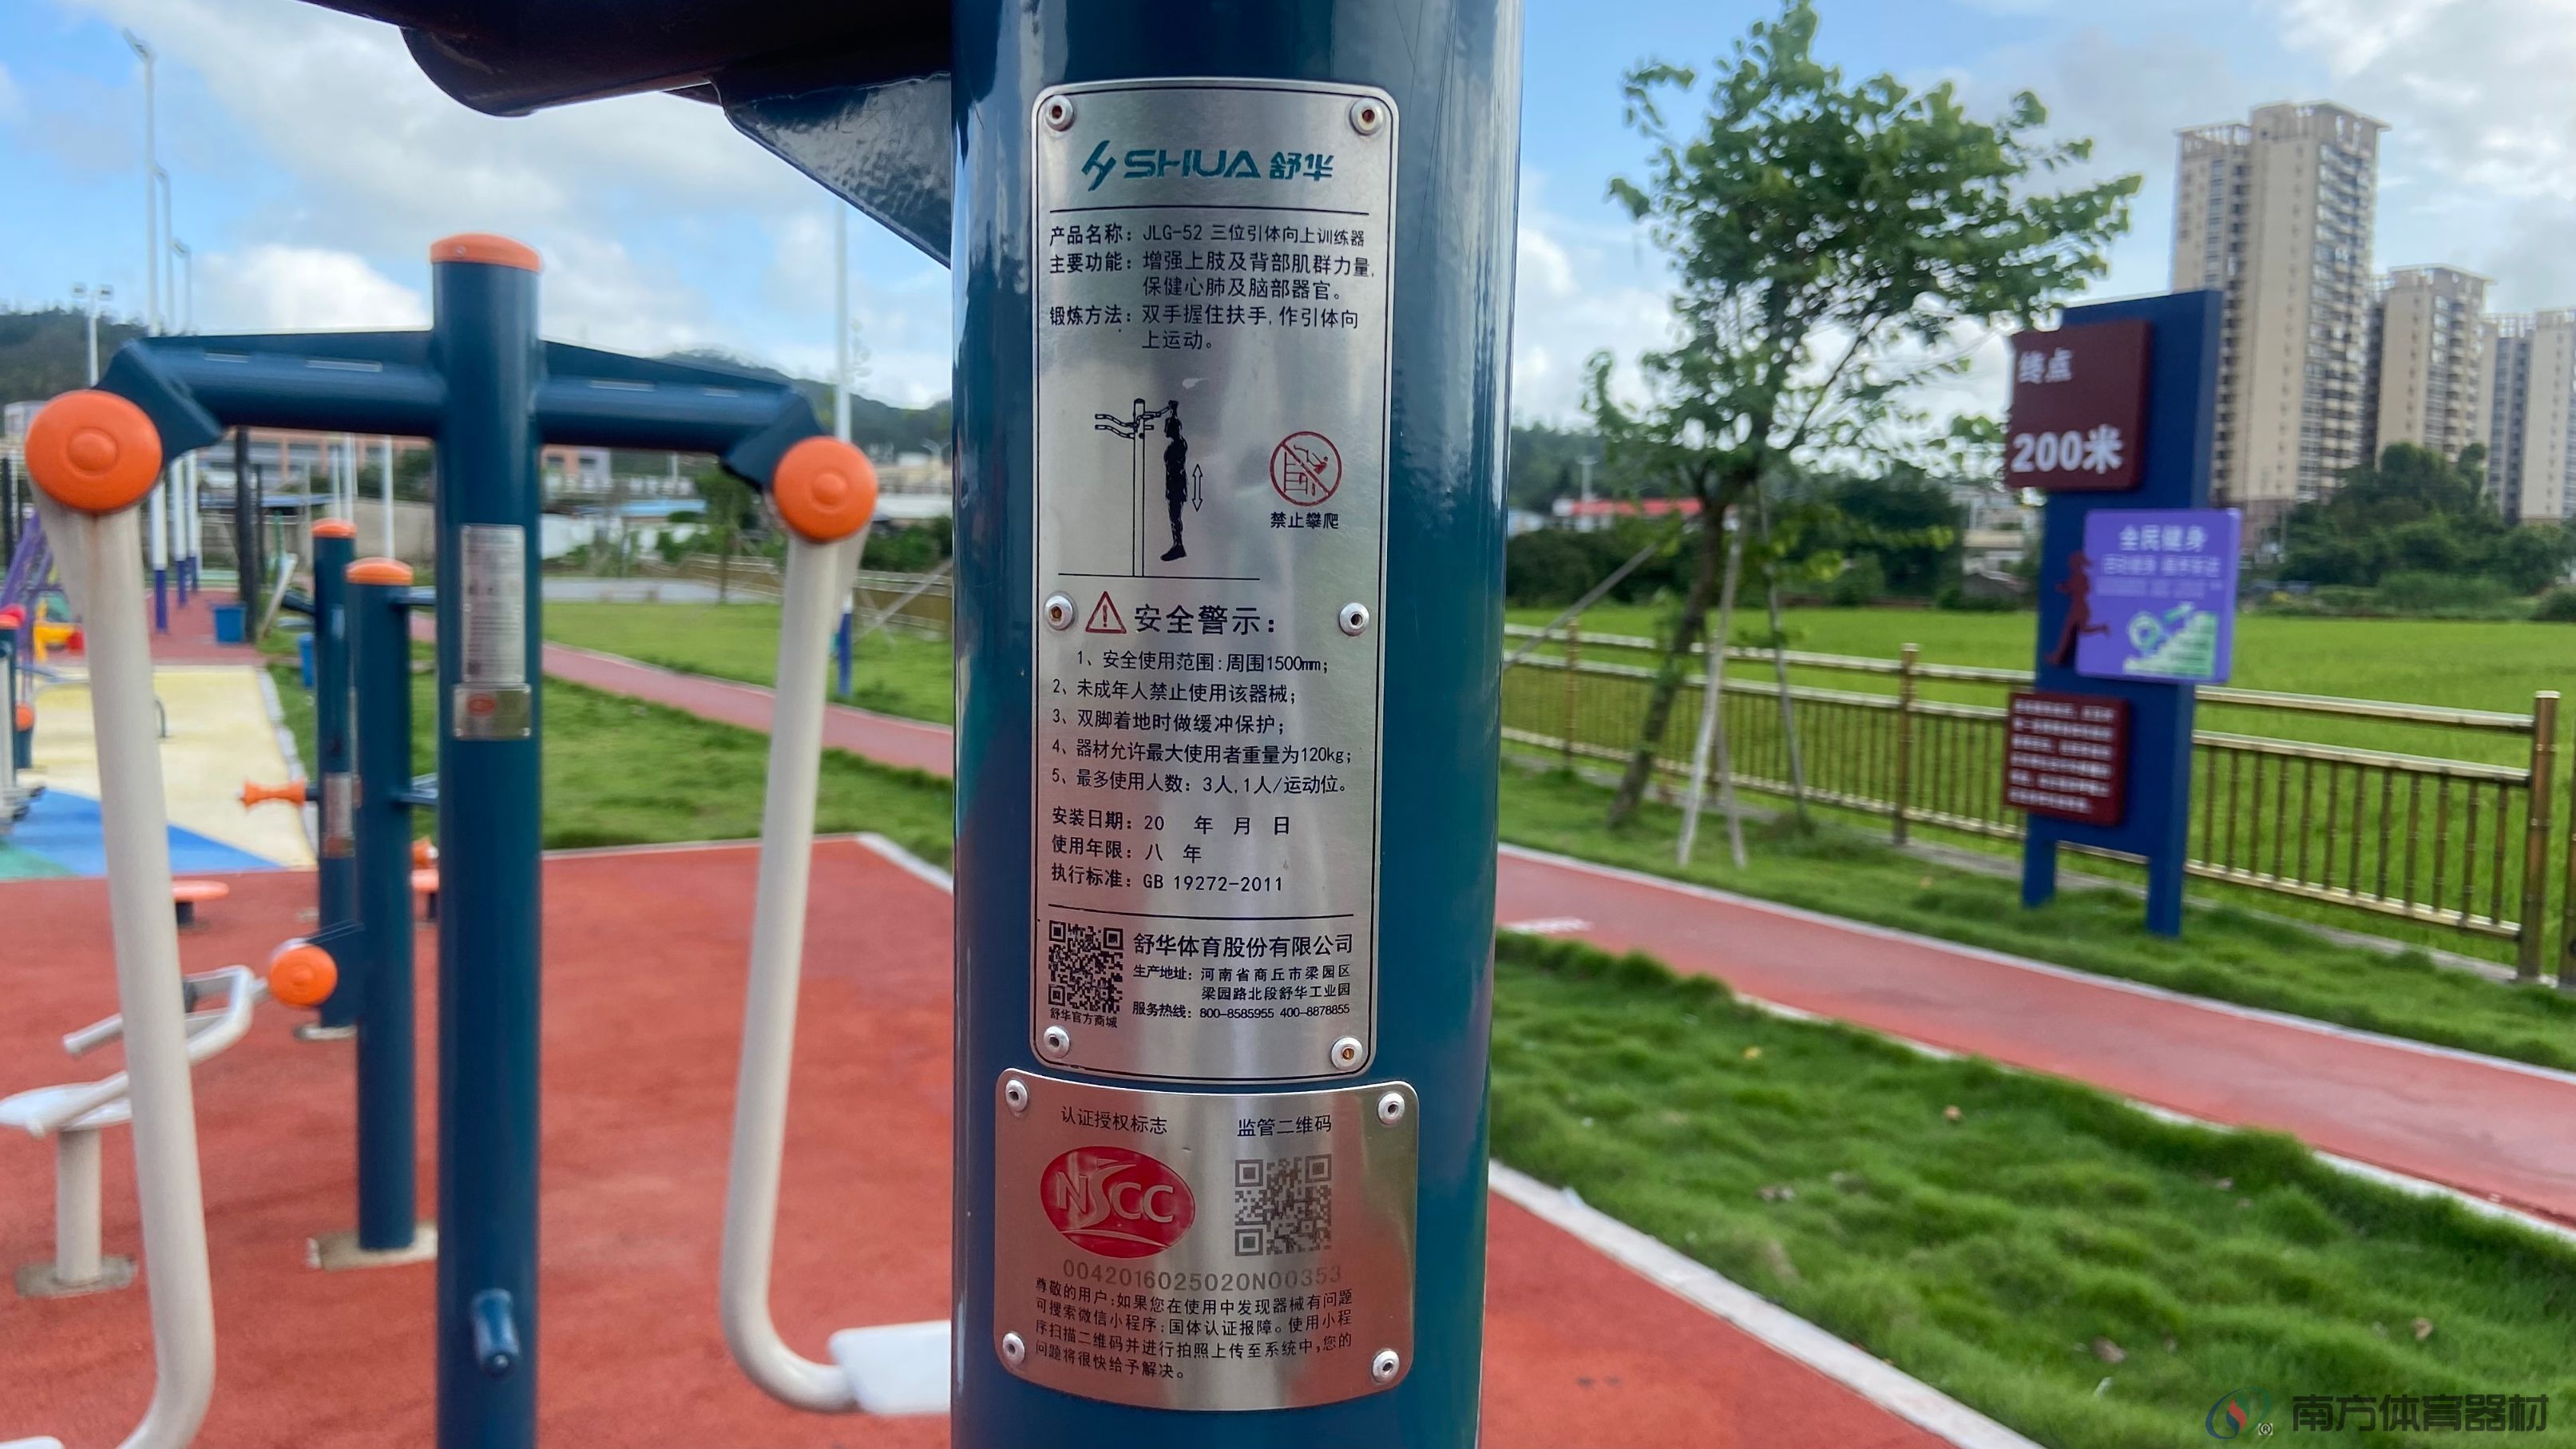 SHUA 舒华
产品名称：JLG-52 三位引体向上训练器
主要功能：增强上肢及背部肌群力量,
保健心肺及脑部器官。
锻炼方法：双手握住扶手,作引体向
上运动。
禁止攀爬
安全警示：
1、安全使用范围:周围1500mm；
2、未成年人禁止使用该器械；
3、双脚着地时做缓冲保护；
4、器材允许最大使用者重量为120kg；
5、最多使用人数：3人,1人/运动位。
安装日期：20 年 月 日
使用年限：八 年
执行标准：GB 19272-2011
舒华体育股份有限公司
生产地址：河南省商丘市梁园区
梁园路北段舒华工业园
服务热线：800-8585955 400-8878855
舒华官方商城
认证授权标志 监管二维码
NSCC
0042016025020N00353
尊敬的用户:如果您在使用中发现器械有问题
可搜索微信小程序:国体认证报障。使用小程
序扫描二维码并进行拍照上传至系统中,您的
问题将很快给予解决。
终点
200米
全民健身
南方体育器材